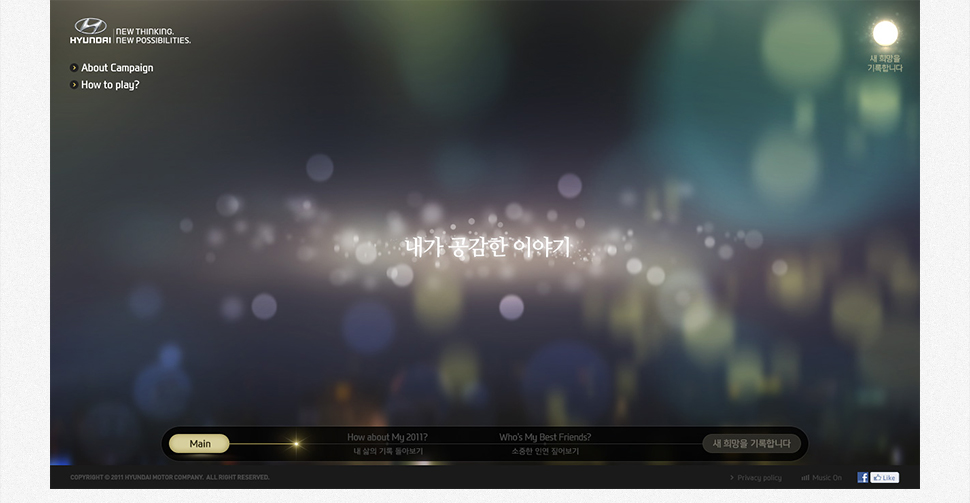 HYUNDAI
NEW THINKING.
NEW POSSIBILITIES.
About Campaign
How to play?
새 희망을
기록합니다
내가 공감한 이야기
Main
How about My 2011?
내 삶의 기록 돌아보기
Who's My Best Friends?
소중한 인연 짚어보기
새 희망을 기록합니다
COPYRIGHT © 2011 HYUNDAI MOTOR COMPANY. ALL RIGHT RESERVED.
Privacy policy
Music On
f
Like